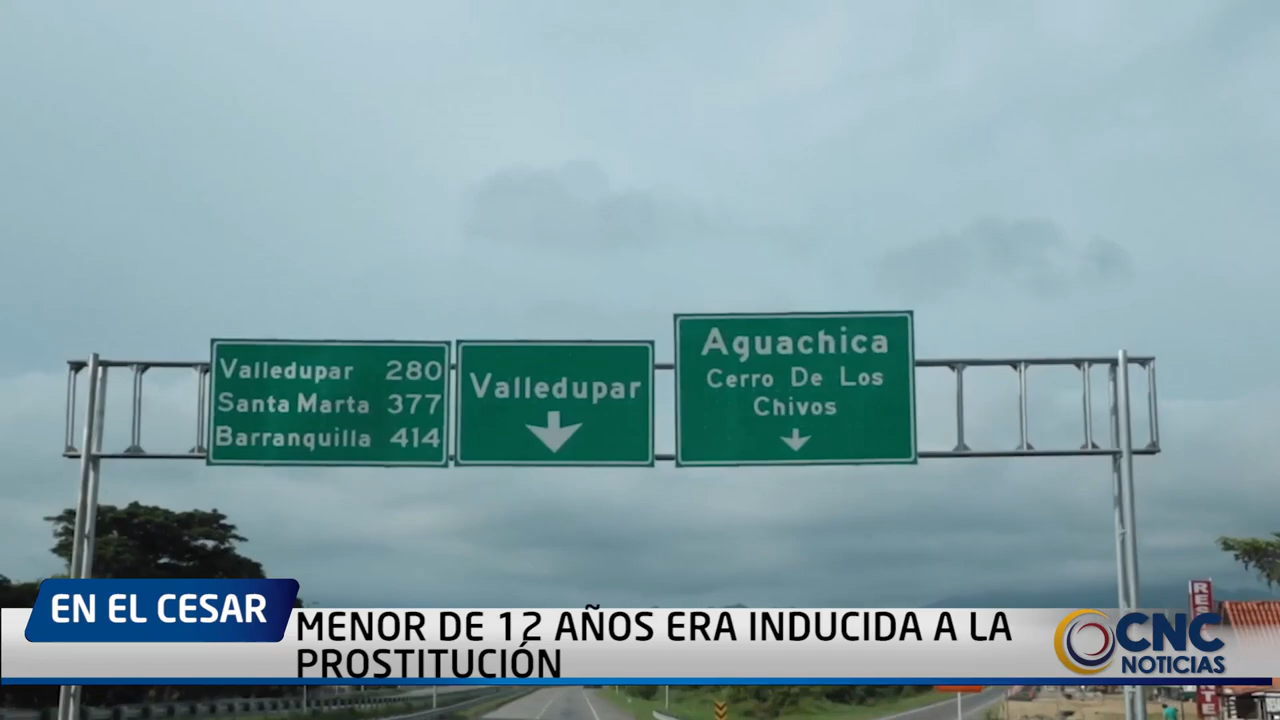 Valledupar 280
Santa Marta 377
Barranquilla 414
Valledupar
Aguachica
Cerro De Los
Chivos
EN EL CESAR
MENOR DE 12 AÑOS ERA INDUCIDA A LA
PROSTITUCIÓN
CNC
NOTICIAS